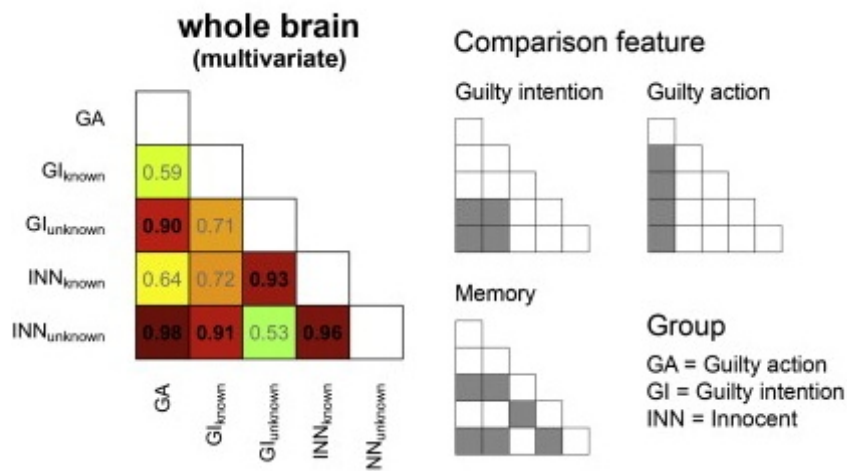 whole brain
(multivariate)
GA
GIknown
0.59
GIunknown
0.90 0.71
INNknown
0.64 0.72 0.93
INNunknown
0.98 0.91 0.53 0.96
GA
GIknown
GIunknown
INNknown
NNunknown
Comparison feature
Guilty intention
Guilty action
Memory
Group
GA = Guilty action
GI = Guilty intention
INN = Innocent